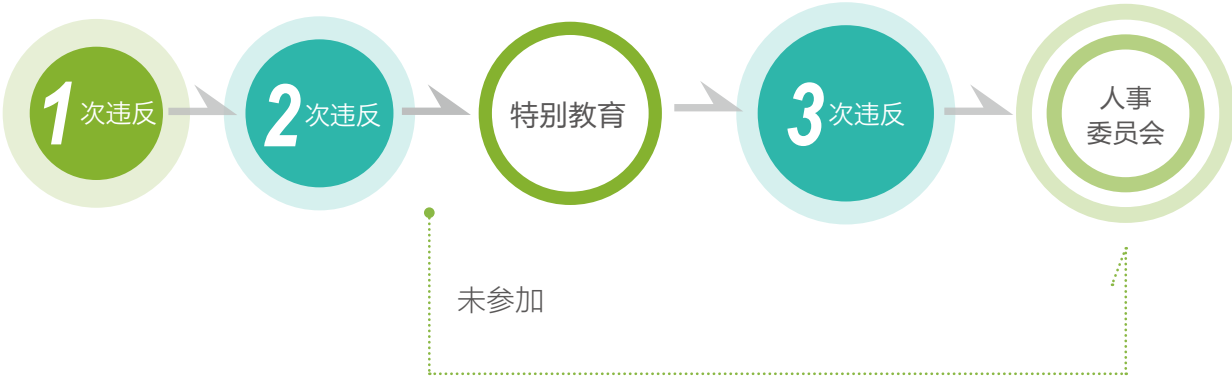 1次违反
2次违反
特别教育
3次违反
人事
委员会
未参加